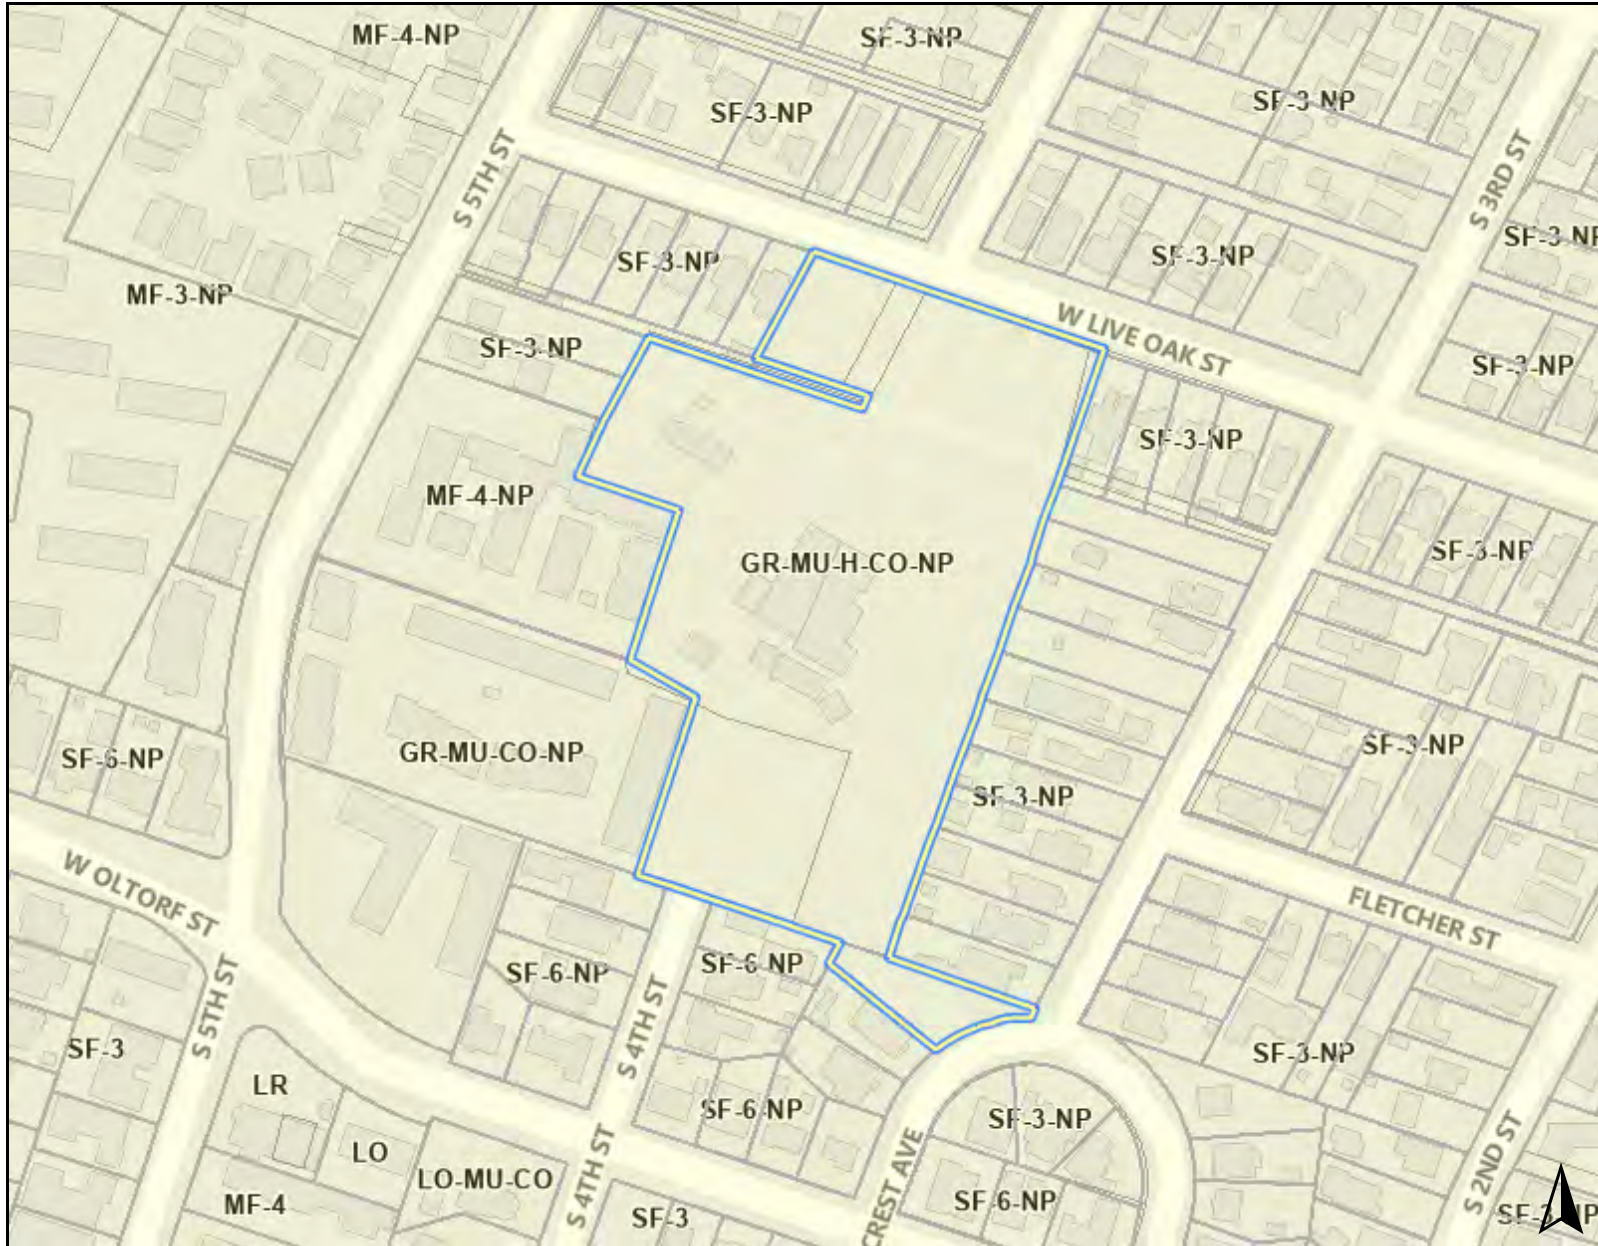 MF-4-NP
SF-3-NP
SF-3-NP
SF-3-NP
S 5TH ST
S 3RD ST
SF-3-NP
SF-3-NP
SF-3-NP
MF-3-NP
W LIVE OAK ST
SF-3-NP
SF-3-NP
SF-3-NP
MF-4-NP
SF-3-NP
GR-MU-H-CO-NP
GR-MU-CO-NP
SF-6-NP
SF-3-NP
SF-3-NP
W OLTORF ST
FLETCHER ST
SF-6-NP
SF-6-NP
S 5TH ST
S 4TH ST
SF-3
SF-3-NP
LR
SF-6-NP
SF-3-NP
LO
S 2ND ST
LO-MU-CO
S 4TH ST
CREST AVE
MF-4
SF-3
SF-6-NP
SF-3-NP